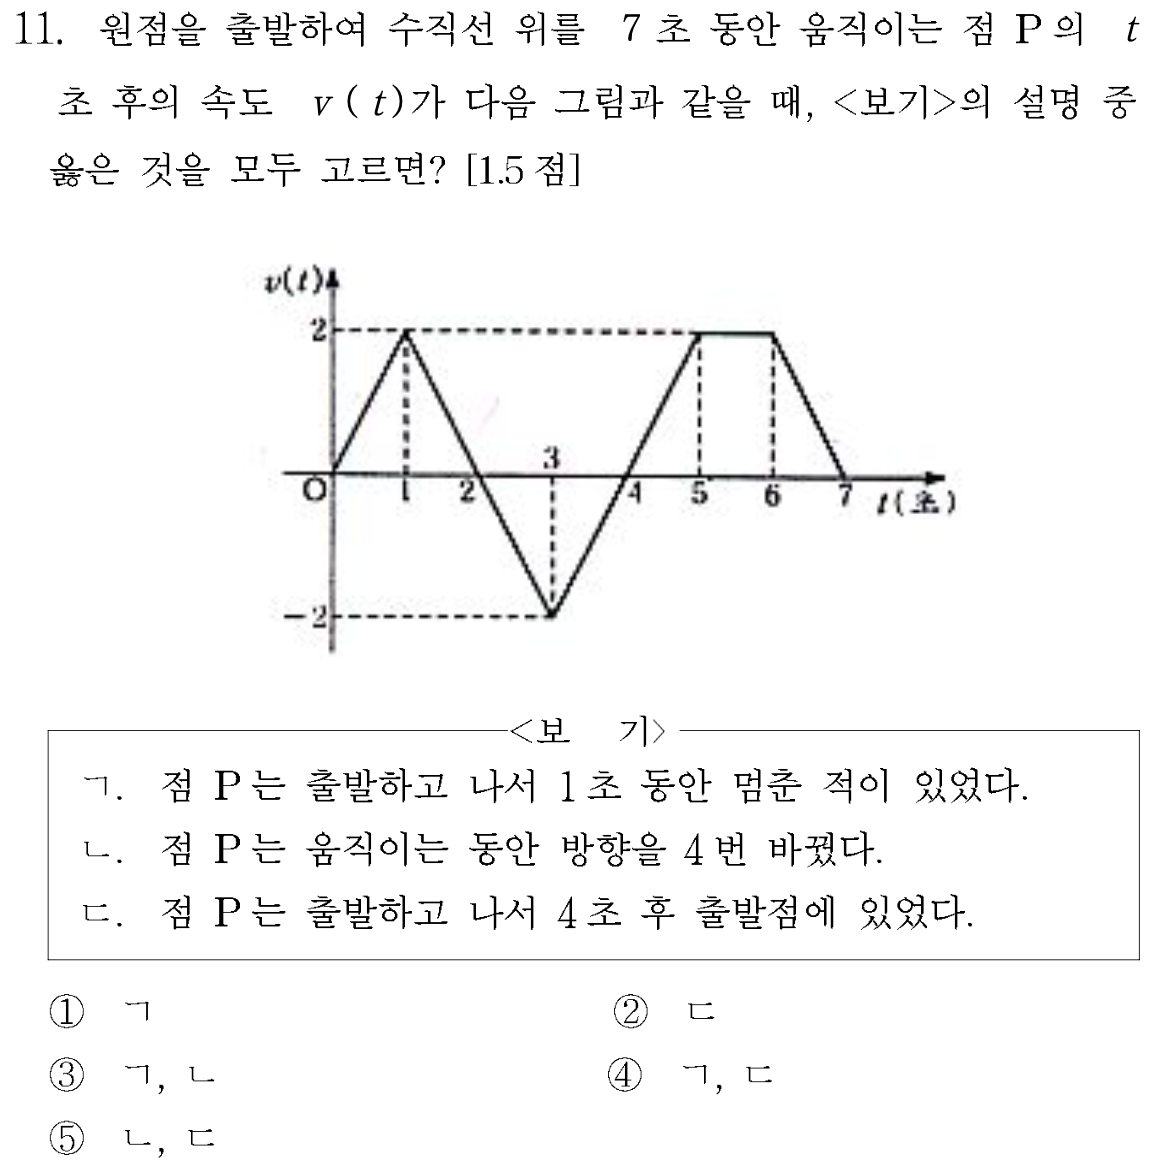 11. 원점을 출발하여 수직선 위를 7 초 동안 움직이는 점 P 의 t
초 후의 속도 v ( t)가 다음 그림과 같을 때, <보기>의 설명 중
옳은 것을 모두 고르면? [1.5 점]
v(t)
2
3
O 1 2 4 5 6 7 t(초)
-2
<보 기>
ㄱ. 점 P 는 출발하고 나서 1 초 동안 멈춘 적이 있었다.
ㄴ. 점 P 는 움직이는 동안 방향을 4 번 바꿨다.
ㄷ. 점 P 는 출발하고 나서 4 초 후 출발점에 있었다.
① ㄱ ② ㄷ
③ ㄱ, ㄴ ④ ㄱ, ㄷ
⑤ ㄴ, ㄷ